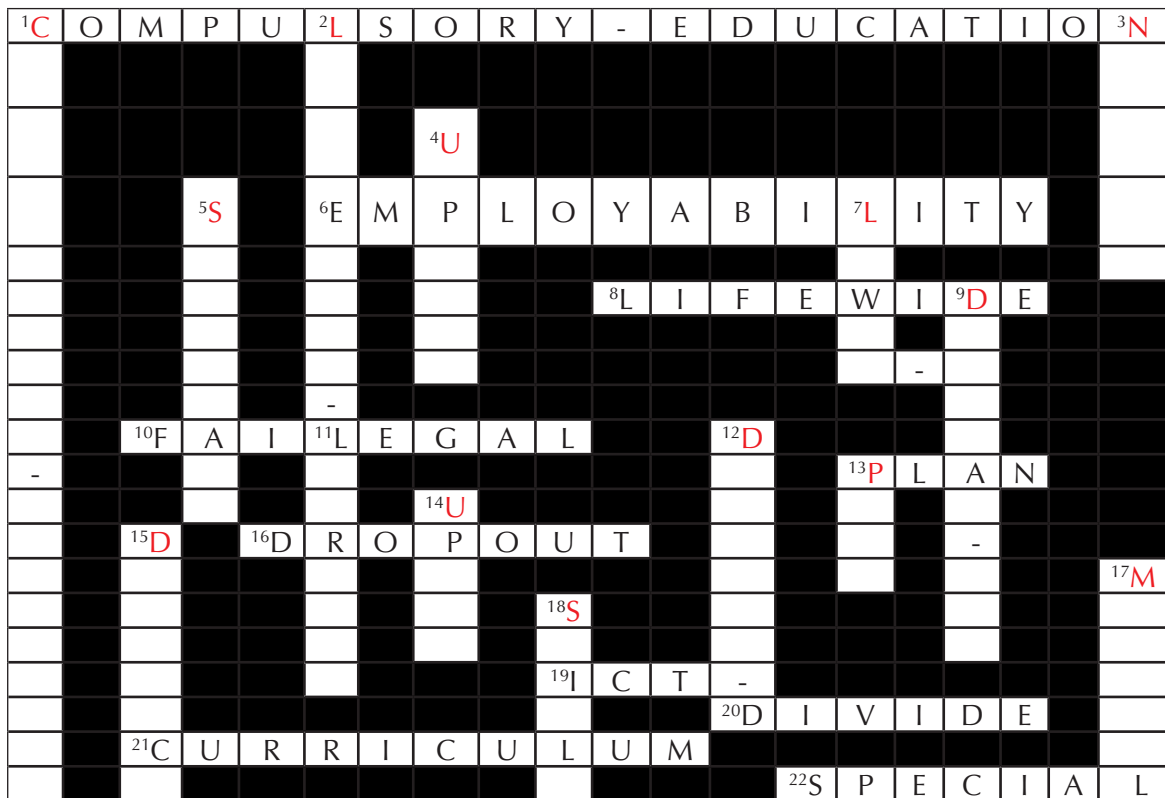 1C O M P U 2L S O R Y - E D U C A T I O 3N
4U
5S 6E M P L O Y A B I 7L I T Y
8L I F E W I 9D E
-
-
10F A I 11L E G A L 12D
- 13P L A N
14U
15D 16D R O P O U T -
17M
18S
19I C T -
20D I V I D E
21C U R R I C U L U M
22S P E C I A L